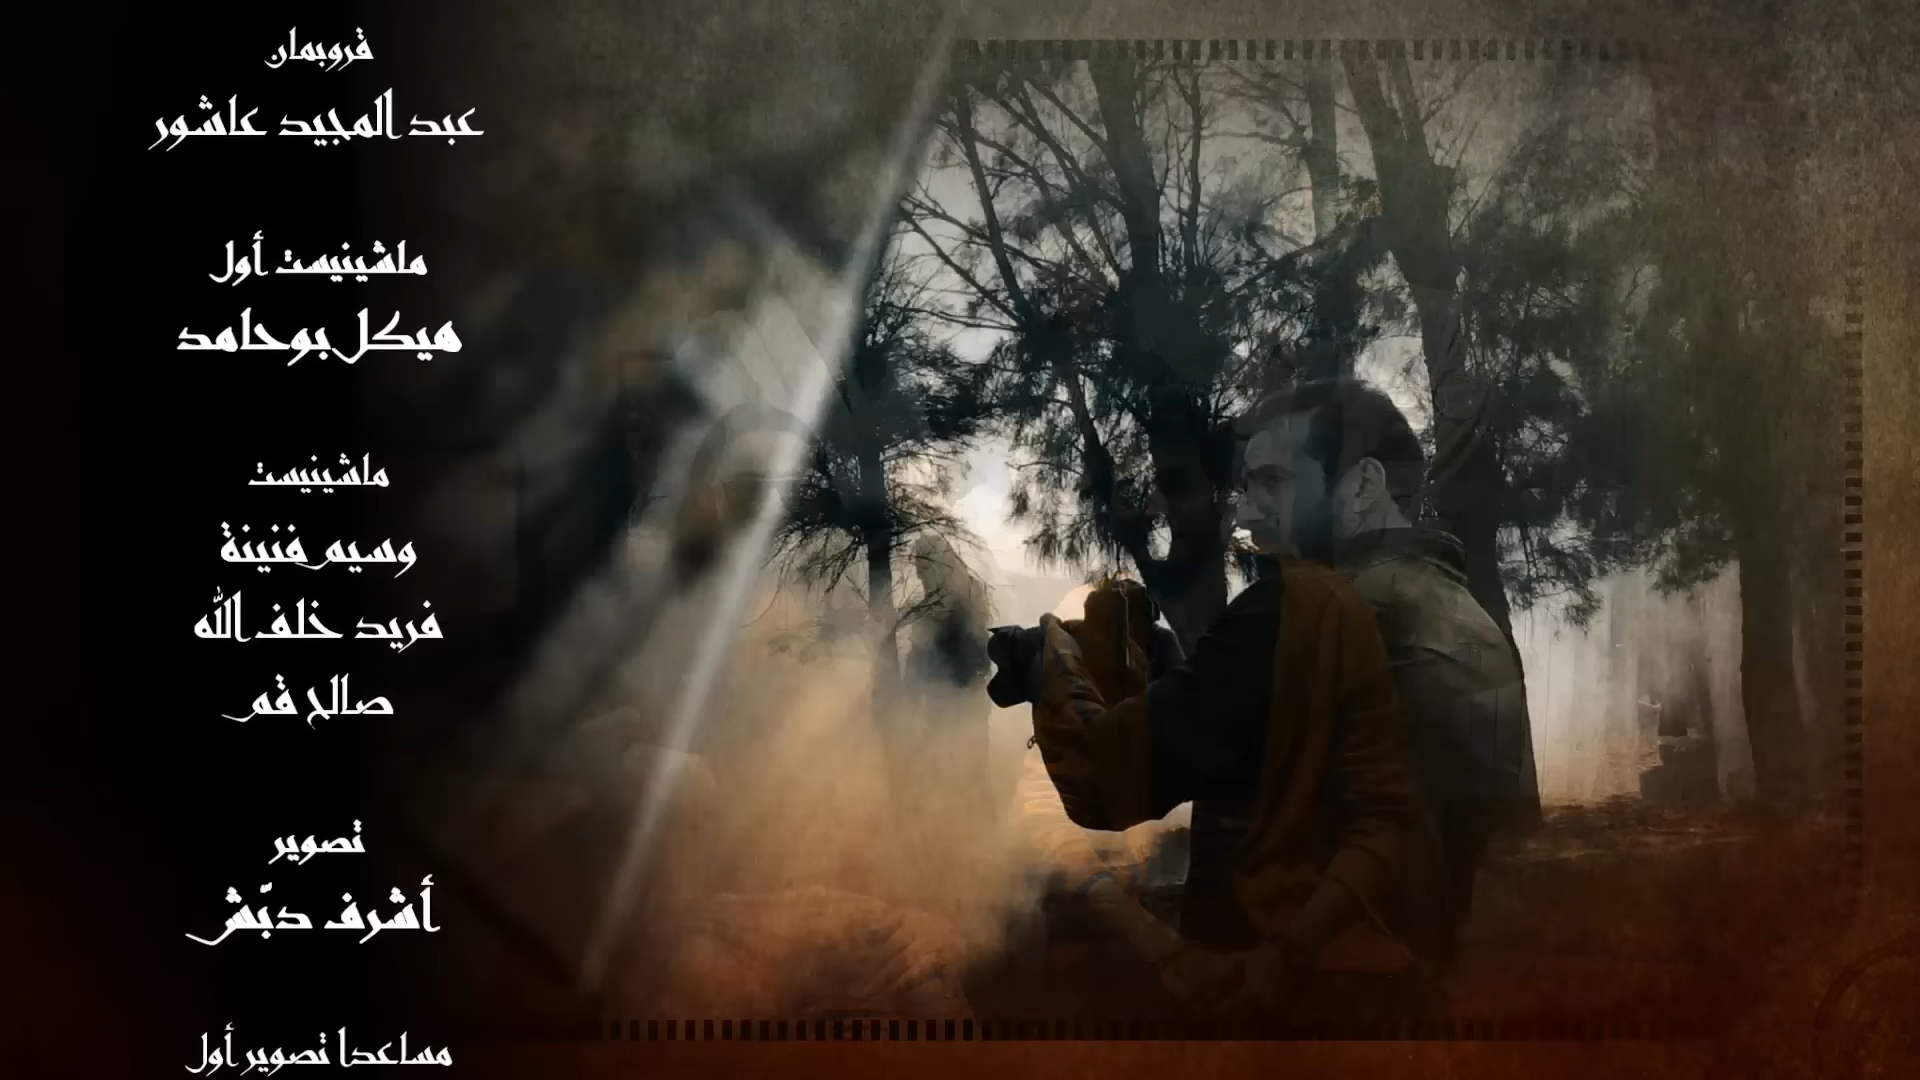 ڤروبمان
عبد المجيد عاشور
ماشينيست أول
هيكل بوحامد
ماشينيست
وسيم فنينة
فريد خلف الله
صالح قم
تصوير
أشرف دبّش
مساعدا تصوير أول